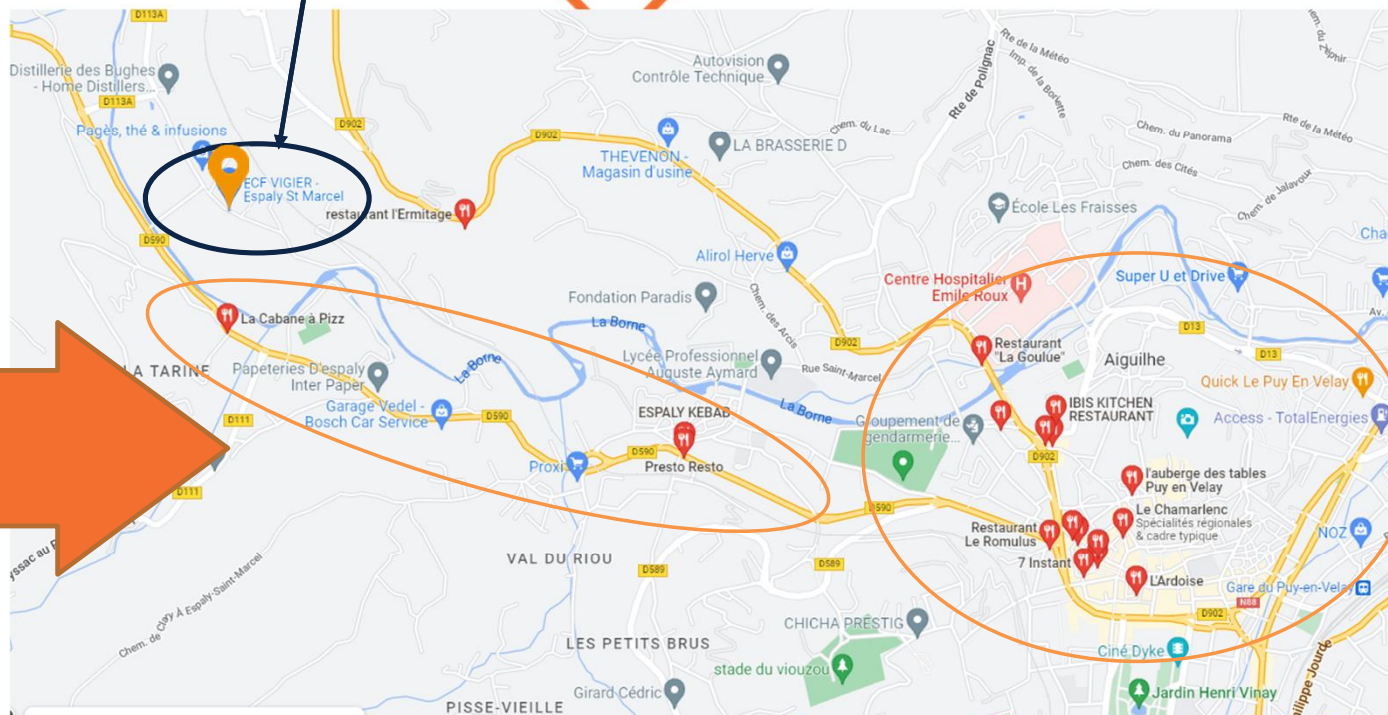 D113A
Distillerie des Bughes
- Home Distillers...
D113A
Pagès, thé & infusions
ECF VIGIER -
Espaly St Marcel
D902
D902
restaurant l'Ermitage
THEVENON -
Magasin d'usine
Autovision
Contrôle Technique...
LA BRASSERIE D
Chem. du Lac
Rte de Polignac
Rte de la Météo
Imp. de la Borlette
Chem. du Panorama
Rte de la Météo
Chem. des Cités
Chem. de Jalavoux
École Les Fraisses
Alirol Hervé
Centre Hospitalier
Emile Roux
Super U et Drive
Cha
Av.
D590
La Cabane à Pizz
Fondation Paradis
Chem. des Arcis
La Borne
D902
D13
D13
Restaurant
"La Goulue"
Aiguilhe
LA TARINE
Papeteries D'espaly
Inter Paper
La Borne
Lycée Professionnel
Auguste Aymard
Rue Saint-Marcel
Quick Le Puy En Velay
D111
Garage Vedel -
Bosch Car Service
D590
ESPALY KEBAB
La Borne
Groupement de
gendarmerie...
IBIS KITCHEN
RESTAURANT
Access - TotalEnergies
D590
Presto Resto
Proxi
D902
D111
l'auberge des tables
Puy en Velay
D590
Le Chamarlenc
Spécialités régionales
& cadre typique
Restaurant
Le Romulus
NOZ
VAL DU RIOU
D589
D589
7 Instant
L'Ardoise
Gare du Puy-en-Velay
N88
D902
Chem. de Clay À Espaly-Saint-Marcel
CHICHA PRESTIG
LES PETITS BRUS
Ciné Dyke
stade du viouzou
Girard Cédric
Jardin Henri Vinay
PISSE-VIEILLE